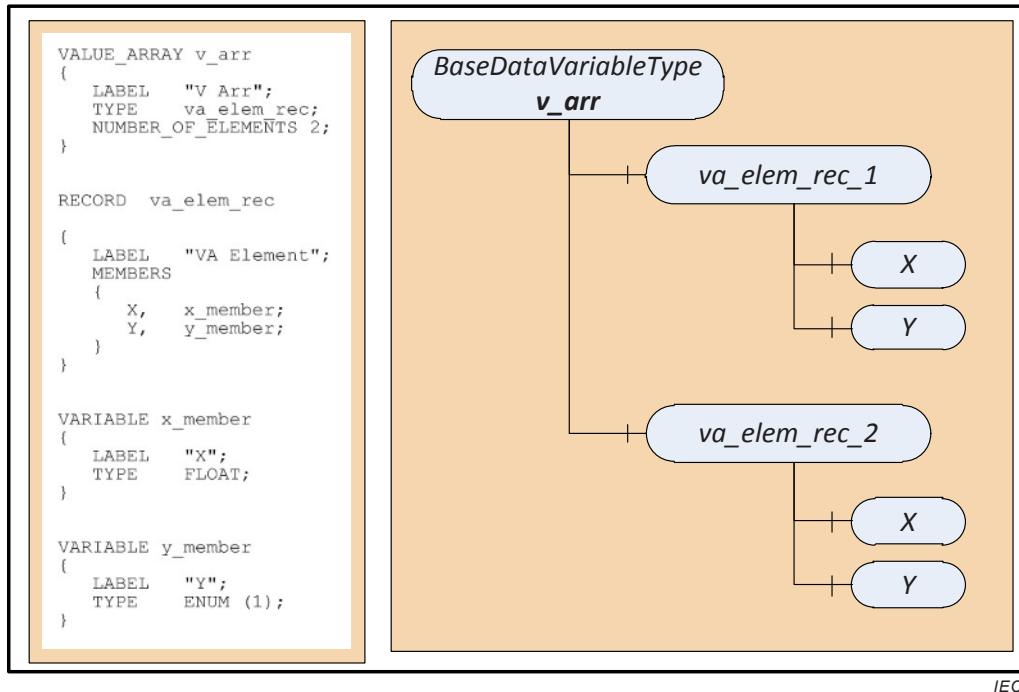 VALUE_ARRAY v_arr
{
LABEL "V Arr";
TYPE va_elem_rec;
NUMBER_OF_ELEMENTS 2;
}
RECORD va_elem_rec
{
LABEL "VA Element";
MEMBERS
{
X, x_member;
Y, y_member;
}
}
VARIABLE x_member
{
LABEL "X";
TYPE FLOAT;
}
VARIABLE y_member
{
LABEL "Y";
TYPE ENUM (1);
}
BaseDataVariableType
v_arr
va_elem_rec_1
X
Y
va_elem_rec_2
X
Y
IEC